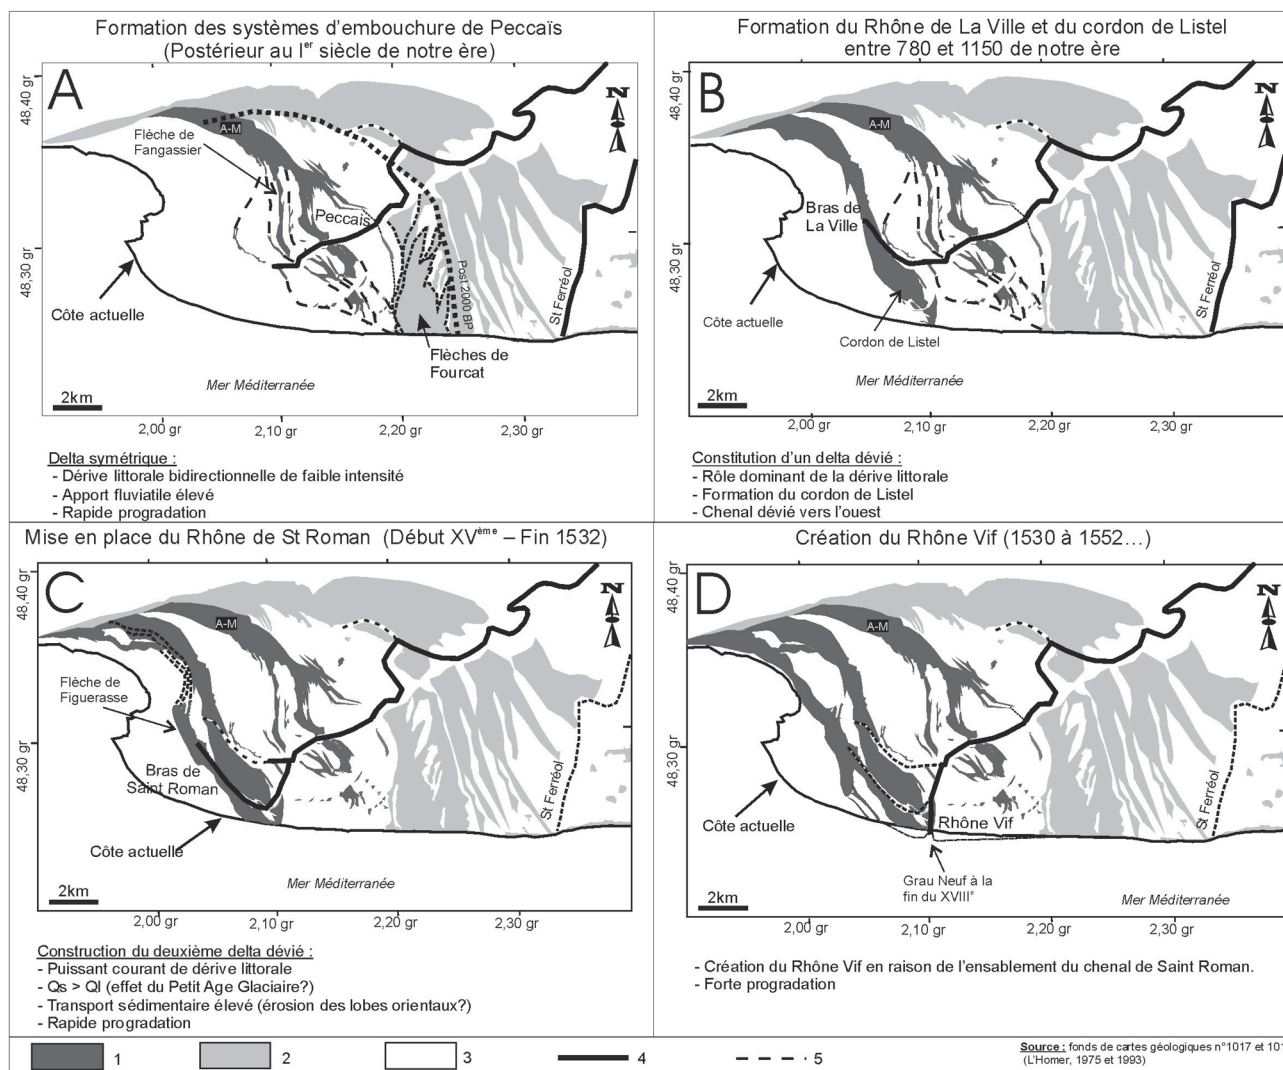 Formation des systèmes d'embouchure de Peccaïs
(Postérieur au Ier siècle de notre ère)
A
48,40 gr
48,30 gr
N
A-M
Flèche de
Fangassier
Peccaïs
Post 2000 BP
St Ferréol
Côte actuelle
Flèches de
Fourcat
Mer Méditerranée
2km
2,00 gr
2,10 gr
2,20 gr
2,30 gr
Delta symétrique :
- Dérive littorale bidirectionnelle de faible intensité
- Apport fluviatile élevé
- Rapide progradation
Formation du Rhône de La Ville et du cordon de Listel
entre 780 et 1150 de notre ère
B
48,40 gr
48,30 gr
N
A-M
Bras de
La Ville
St Ferréol
Côte actuelle
Cordon de Listel
Mer Méditerranée
2km
2,00 gr
2,10 gr
2,20 gr
2,30 gr
Constitution d'un delta dévié :
- Rôle dominant de la dérive littorale
- Formation du cordon de Listel
- Chenal dévié vers l'ouest
Mise en place du Rhône de St Roman (Début XVème – Fin 1532)
C
48,40 gr
48,30 gr
N
A-M
Flèche de
Figuerasse
Bras de
Saint Roman
St Ferréol
Côte actuelle
Mer Méditerranée
2km
2,00 gr
2,10 gr
2,20 gr
2,30 gr
Construction du deuxième delta dévié :
- Puissant courant de dérive littorale
- Qs > Ql (effet du Petit Age Glaciaire?)
- Transport sédimentaire élevé (érosion des lobes orientaux?)
- Rapide progradation
Création du Rhône Vif (1530 à 1552...)
D
48,40 gr
48,30 gr
N
A-M
St Ferréol
Côte actuelle
Rhône Vif
Grau Neuf à la
fin du XVIII°
Mer Méditerranée
2km
2,00 gr
2,10 gr
2,20 gr
2,30 gr
- Création du Rhône Vif en raison de l'ensablement du chenal de Saint Roman.
- Forte progradation
1
2
3
4
5
Source : fonds de cartes géologiques n°1017 et
(L'Homer, 1975 et 1993)